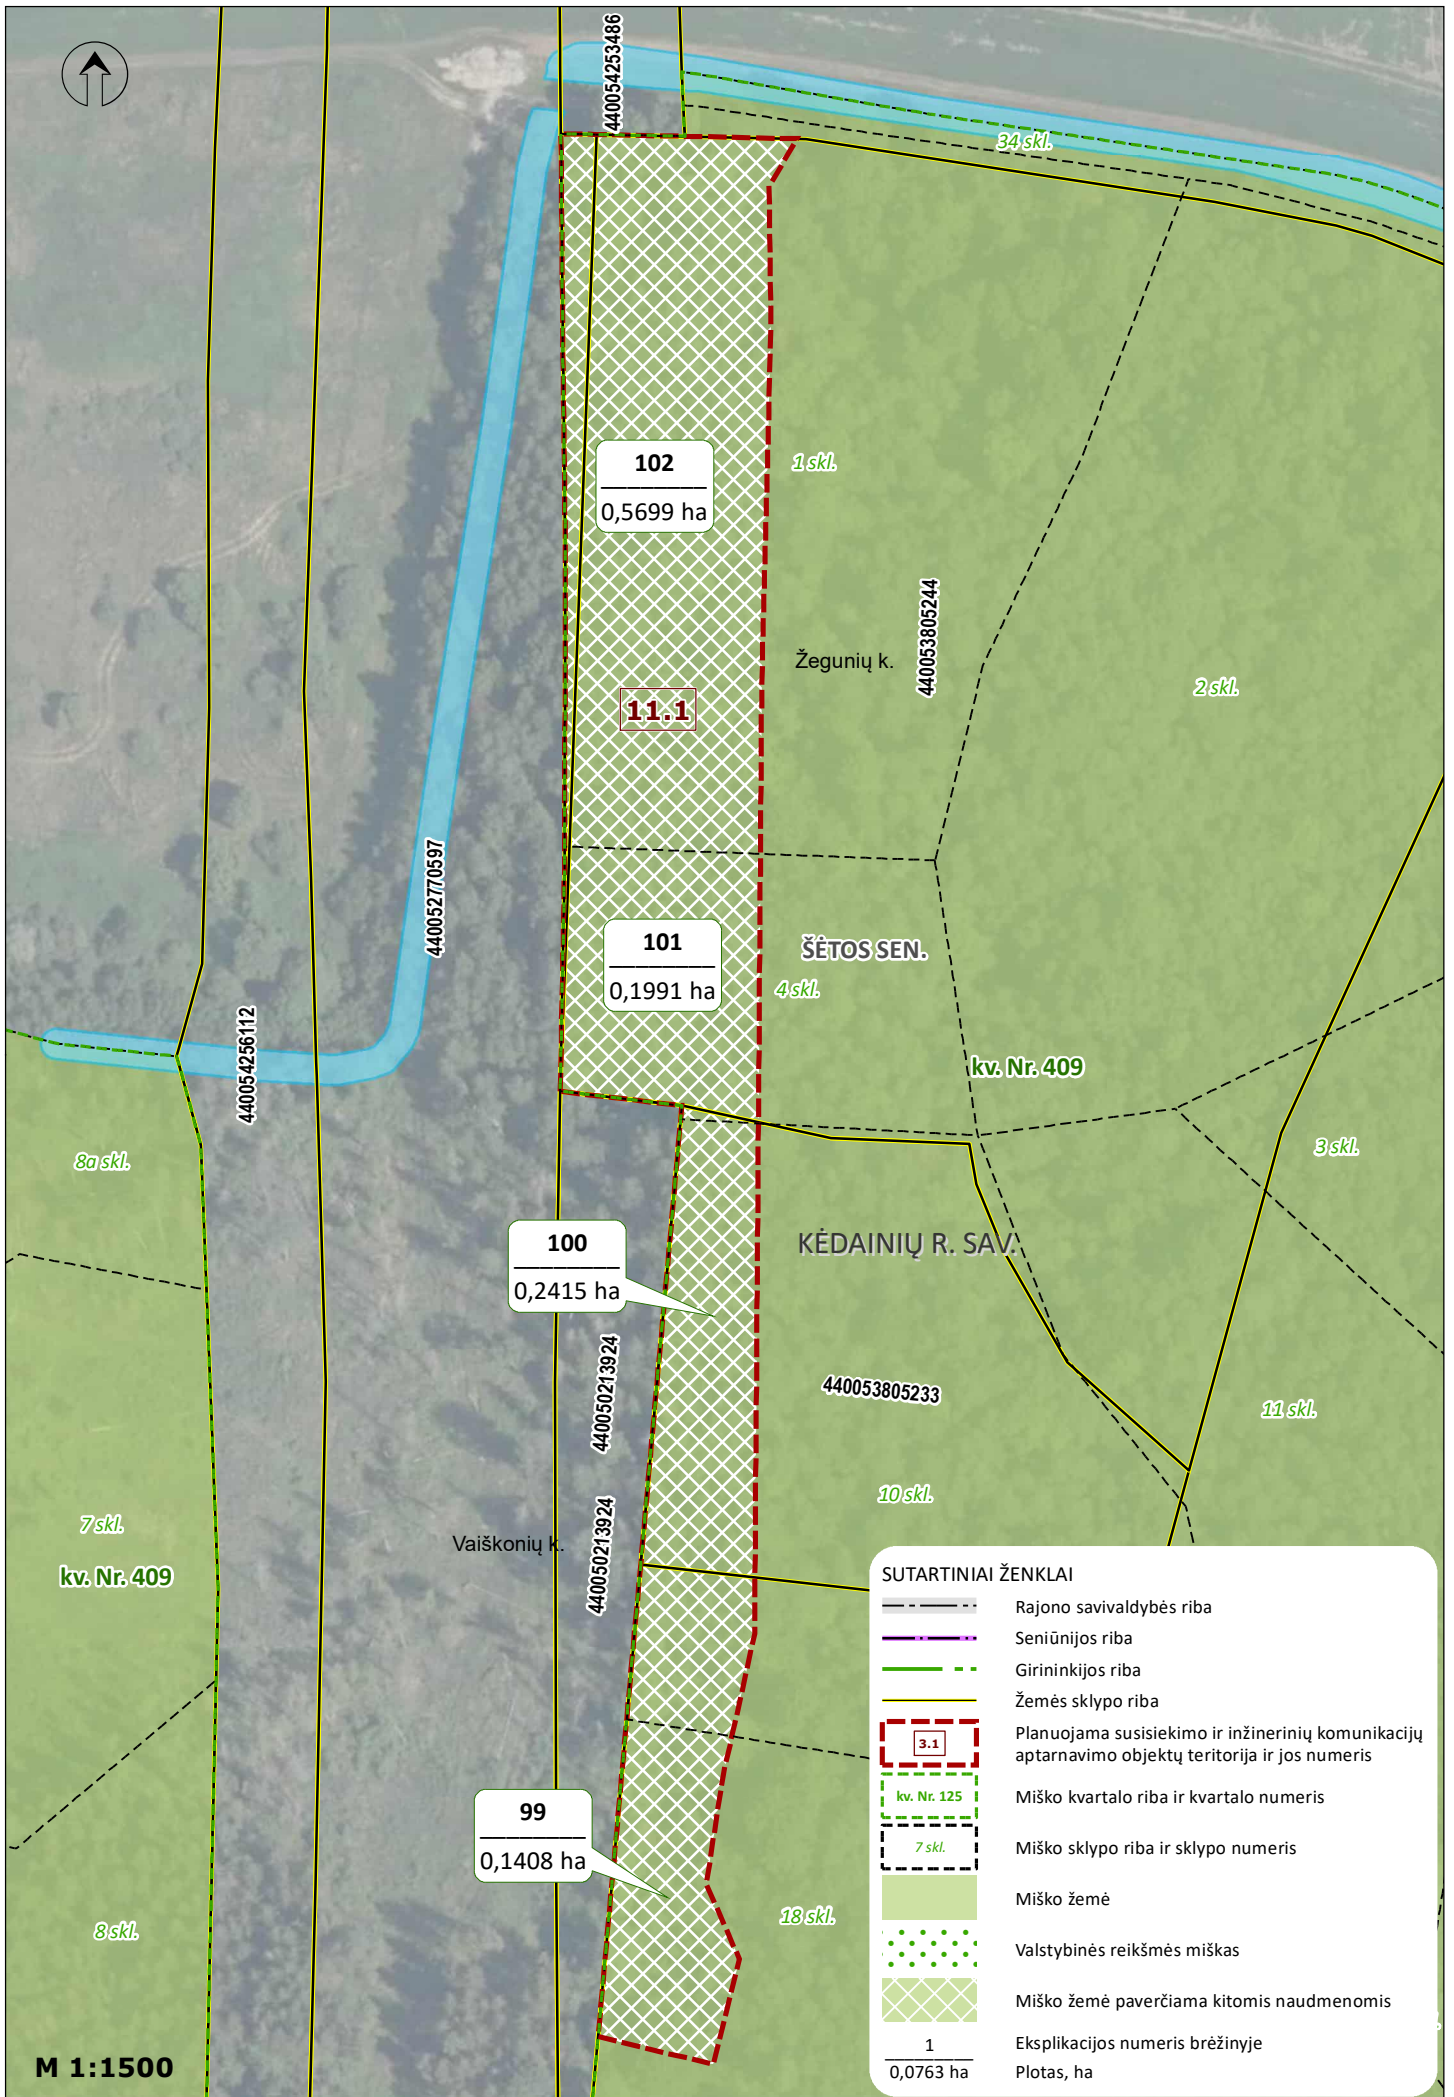 440054253486
34 skl.
102
0,5699 ha
1 skl.
440053805244
Žegunių k.
2 skl.
11.1
440052770597
101
0,1991 ha
ŠĖTOS SEN.
4 skl.
440054256112
kv. Nr. 409
8a skl.
3 skl.
100
0,2415 ha
KĖDAINIŲ R. SAV.
440050213924
440053805233
11 skl.
10 skl.
7 skl.
Vaiškonių k.
440050213924
kv. Nr. 409
99
0,1408 ha
18 skl.
8 skl.
M 1:1500
SUTARTINIAI ŽENKLAI
Rajono savivaldybės riba
Seniūnijos riba
Girininkijos riba
Žemės sklypo riba
3.1
Planuojama susisiekimo ir inžinerinių komunikacijų
aptarnavimo objektų teritorija ir jos numeris
kv. Nr. 125
Miško kvartalo riba ir kvartalo numeris
7 skl.
Miško sklypo riba ir sklypo numeris
Miško žemė
Valstybinės reikšmės miškas
Miško žemė paverčiama kitomis naudmenomis
1
Eksplikacijos numeris brėžinyje
0,0763 ha
Plotas, ha